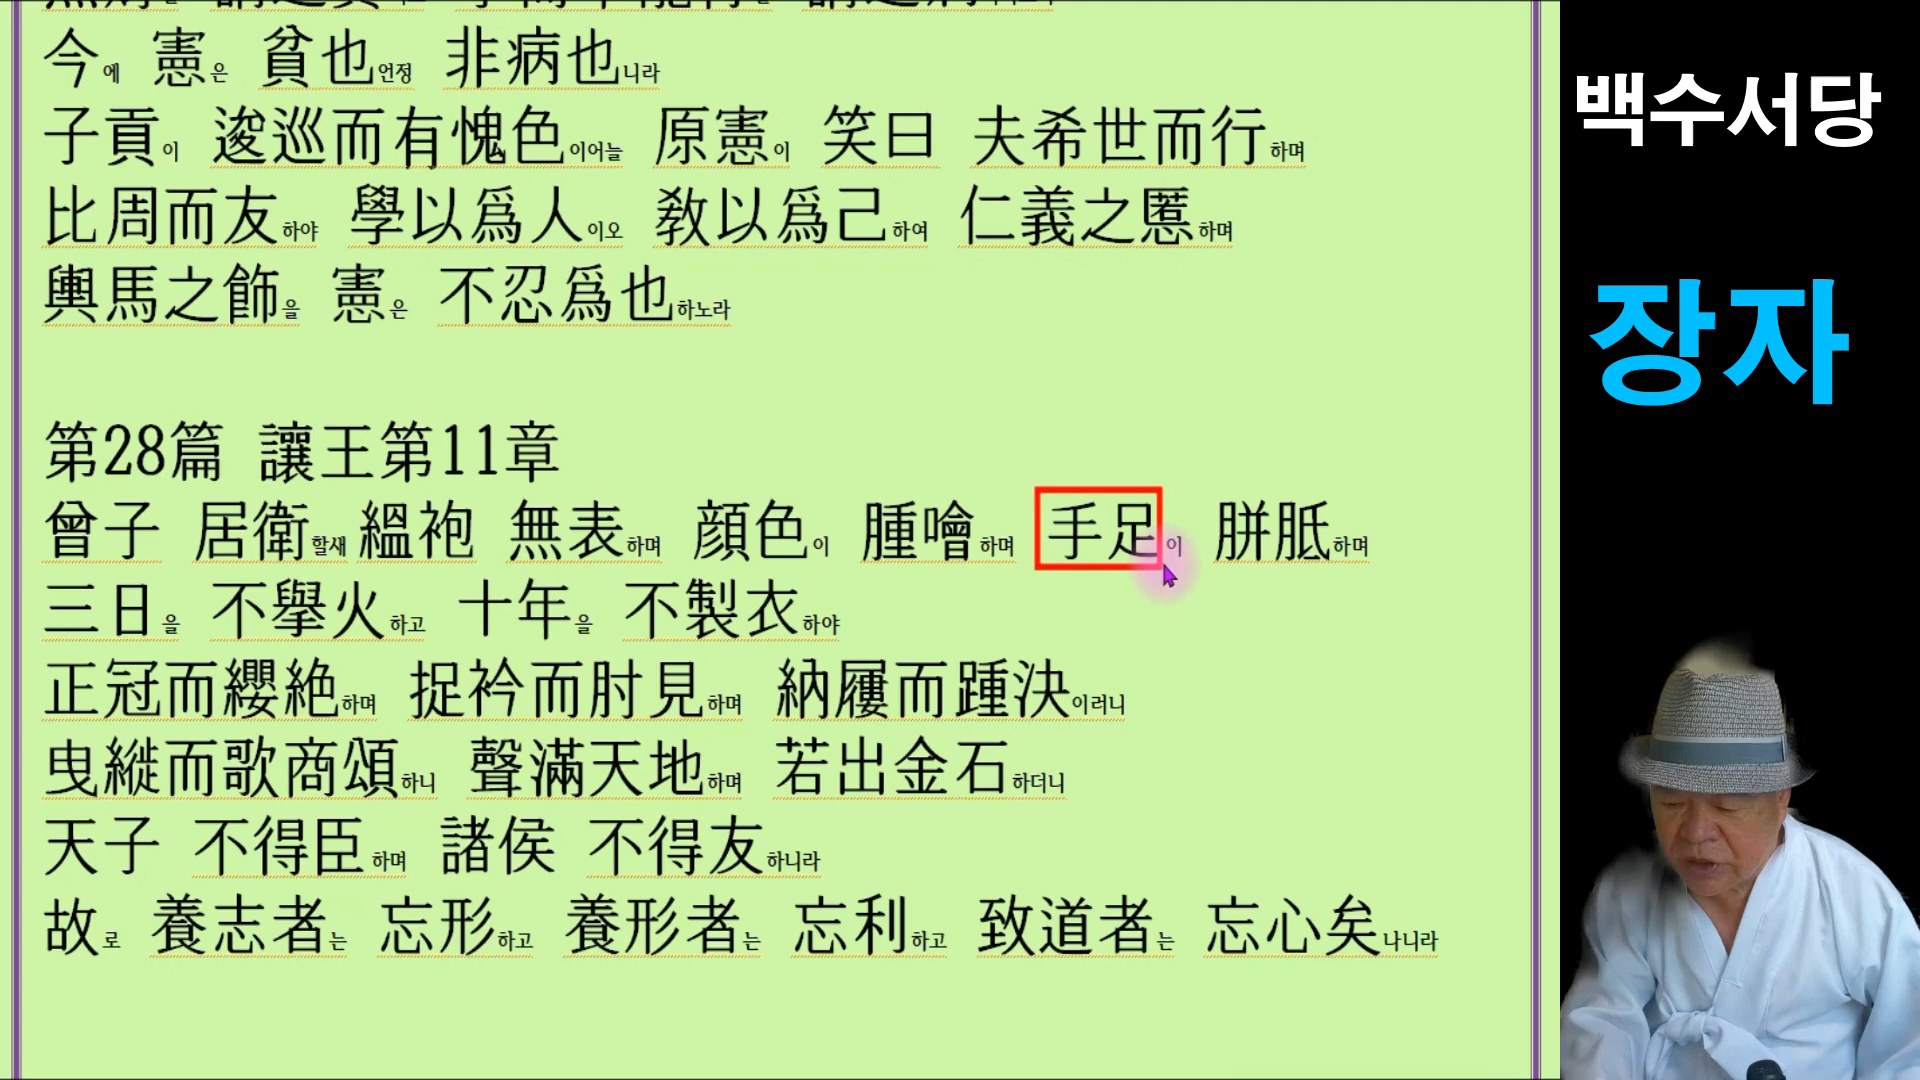 今에 憲은 貧也언정 非病也니라
子貢이 逡巡而有愧色이어늘 原憲이 笑曰 夫希世而行하며
比周而友하야 學以爲人이오 敎以爲己하여 仁義之慝하며
輿馬之飾을 憲은 不忍爲也하노라
第28篇 讓王第11章
曾子 居衛할새 縕袍 無表하며 顔色이 腫噲하며 手足이 胼胝하며
三日을 不擧火하고 十年을 不製衣하야
正冠而纓絶하며 捉衿而肘見하며 納屨而踵決이러니
曳縰而歌商頌하니 聲滿天地하며 若出金石하더니
天子 不得臣하며 諸侯 不得友하니라
故로 養志者는 忘形하고 養形者는 忘利하고 致道者는 忘心矣나니라
백수서당
장자